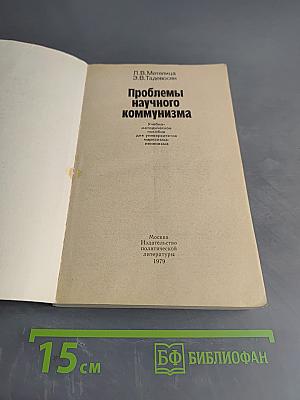 Л.В.Метелица
Э.В.Тадевосян
Проблемы
научного
коммунизма
Учебно-
методическое
пособие
для университетов
марксизма-
ленинизма
Москва
Издательство
политической
литературы
1979
15 см
БФ БИБЛИОФАН